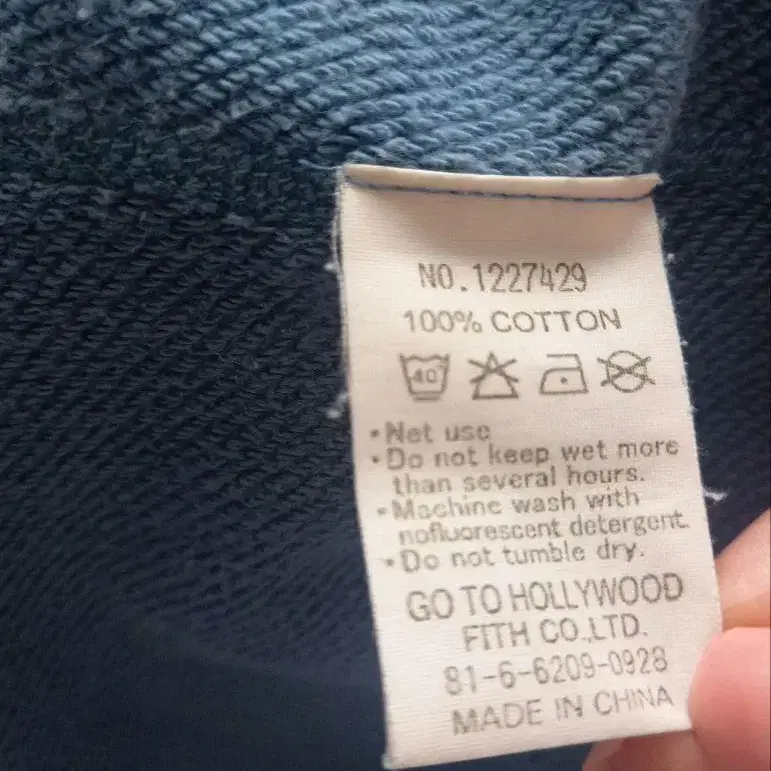 NO.1227429
100% COTTON
40
•Net use
•Do not keep wet more
than several hours.
•Machine wash with
nofluorescent detergent.
•Do not tumble dry.
GO TO HOLLYWOOD
FITH CO.,LTD.
81-6-6209-0928
MADE IN CHINA